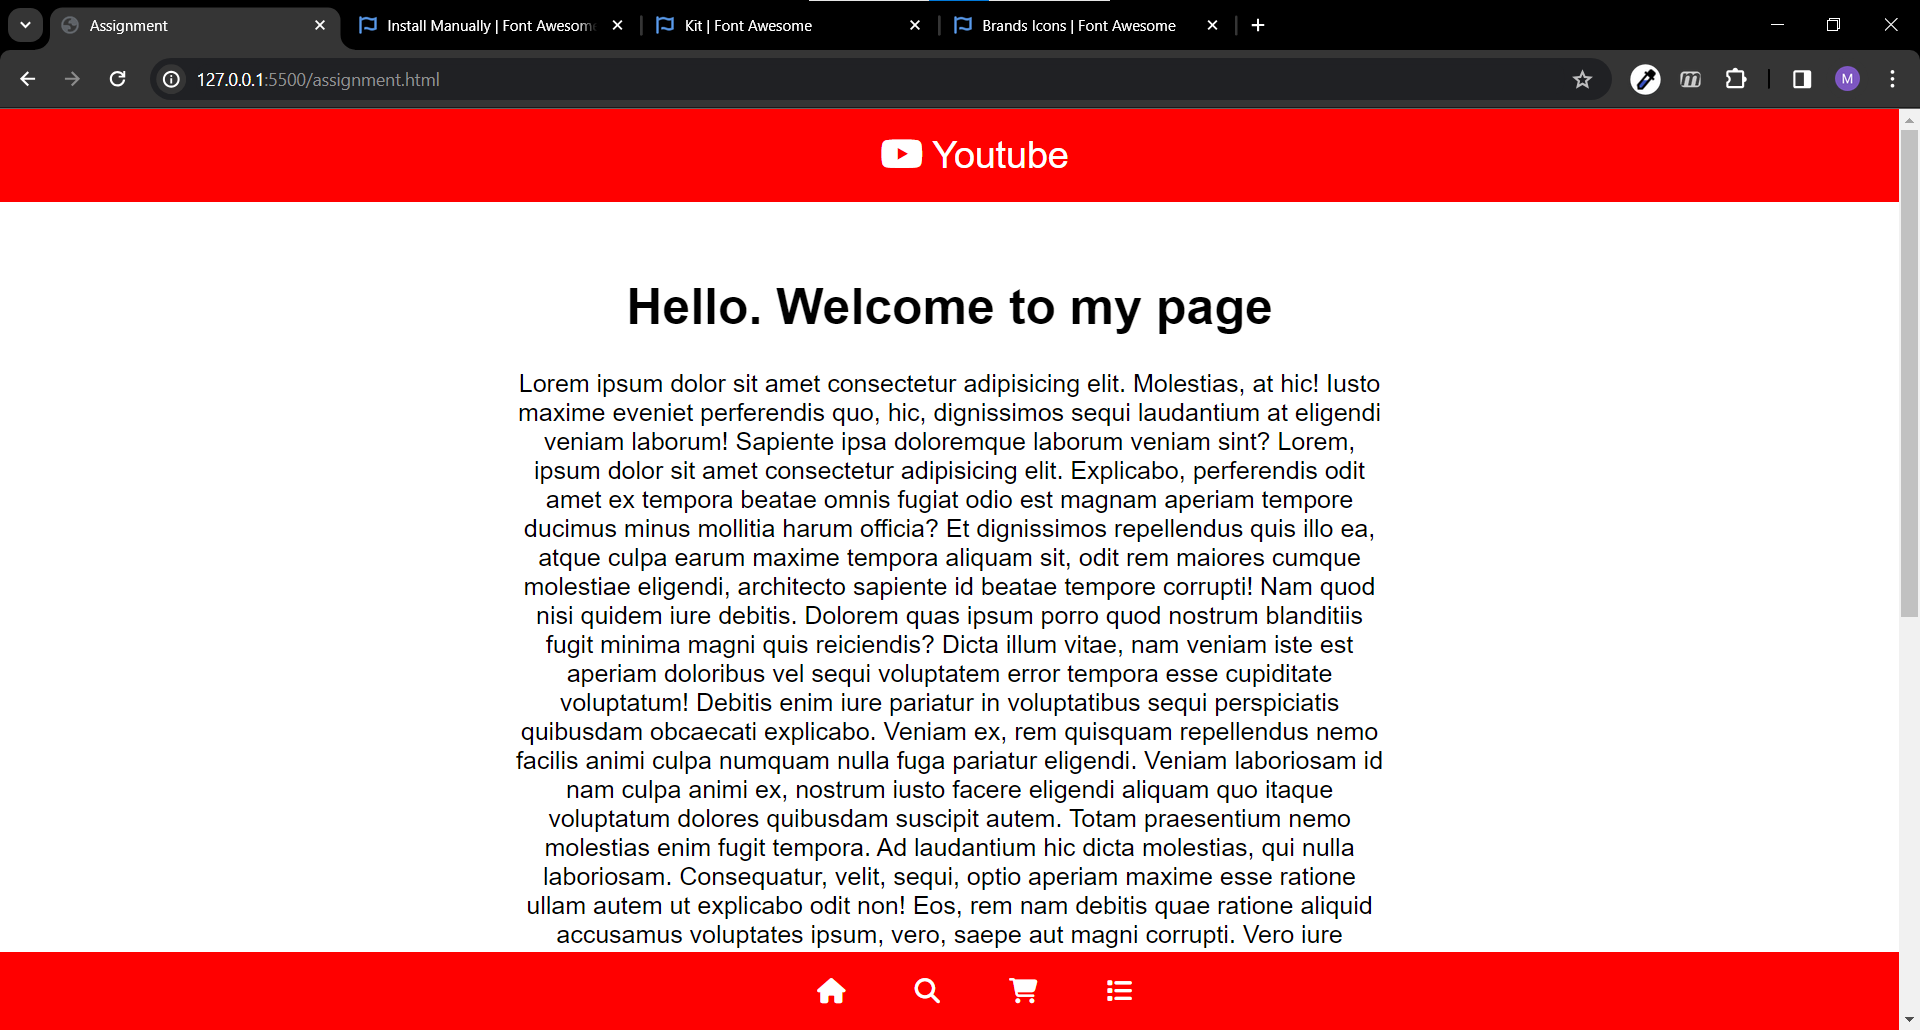 Assignment
Install Manually | Font Awesome
Kit | Font Awesome
Brands Icons | Font Awesome
127.0.0.1:5500/assignment.html
M
Youtube
Hello. Welcome to my page
Lorem ipsum dolor sit amet consectetur adipisicing elit. Molestias, at hic! Iusto
maxime eveniet perferendis quo, hic, dignissimos sequi laudantium at eligendi
veniam laborum! Sapiente ipsa doloremque laborum veniam sint? Lorem,
ipsum dolor sit amet consectetur adipisicing elit. Explicabo, perferendis odit
amet ex tempora beatae omnis fugiat odio est magnam aperiam tempore
ducimus minus mollitia harum officia? Et dignissimos repellendus quis illo ea,
atque culpa earum maxime tempora aliquam sit, odit rem maiores cumque
molestiae eligendi, architecto sapiente id beatae tempore corrupti! Nam quod
nisi quidem iure debitis. Dolorem quas ipsum porro quod nostrum blanditiis
fugit minima magni quis reiciendis? Dicta illum vitae, nam veniam iste est
aperiam doloribus vel sequi voluptatem error tempora esse cupiditate
voluptatum! Debitis enim iure pariatur in voluptatibus sequi perspiciatis
quibusdam obcaecati explicabo. Veniam ex, rem quisquam repellendus nemo
facilis animi culpa numquam nulla fuga pariatur eligendi. Veniam laboriosam id
nam culpa animi ex, nostrum iusto facere eligendi aliquam quo itaque
voluptatum dolores quibusdam suscipit autem. Totam praesentium nemo
molestias enim fugit tempora. Ad laudantium hic dicta molestias, qui nulla
laboriosam. Consequatur, velit, sequi, optio aperiam maxime esse ratione
ullam autem ut explicabo odit non! Eos, rem nam debitis quae ratione aliquid
accusamus voluptates ipsum, vero, saepe aut magni corrupti. Vero iure